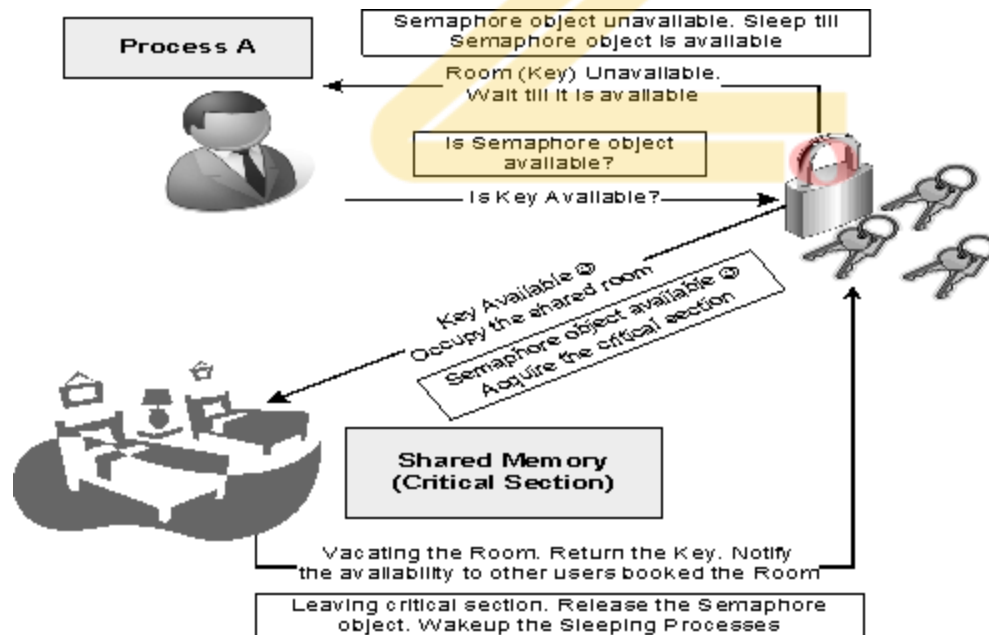 Process A
Semaphore object unavailable. Sleep till
Semaphore object is available
Room (Key) Unavailable.
Wait till it is available
Is Semaphore object
available?
Is Key Available?
Key Available ☺
Occupy the shared room
Semaphore object available ☺
Acquire the critical section
Shared Memory
(Critical Section)
Vacating the Room. Return the Key. Notify
the availability to other users booked the Room
Leaving critical section. Release the Semaphore
object. Wakeup the Sleeping Processes